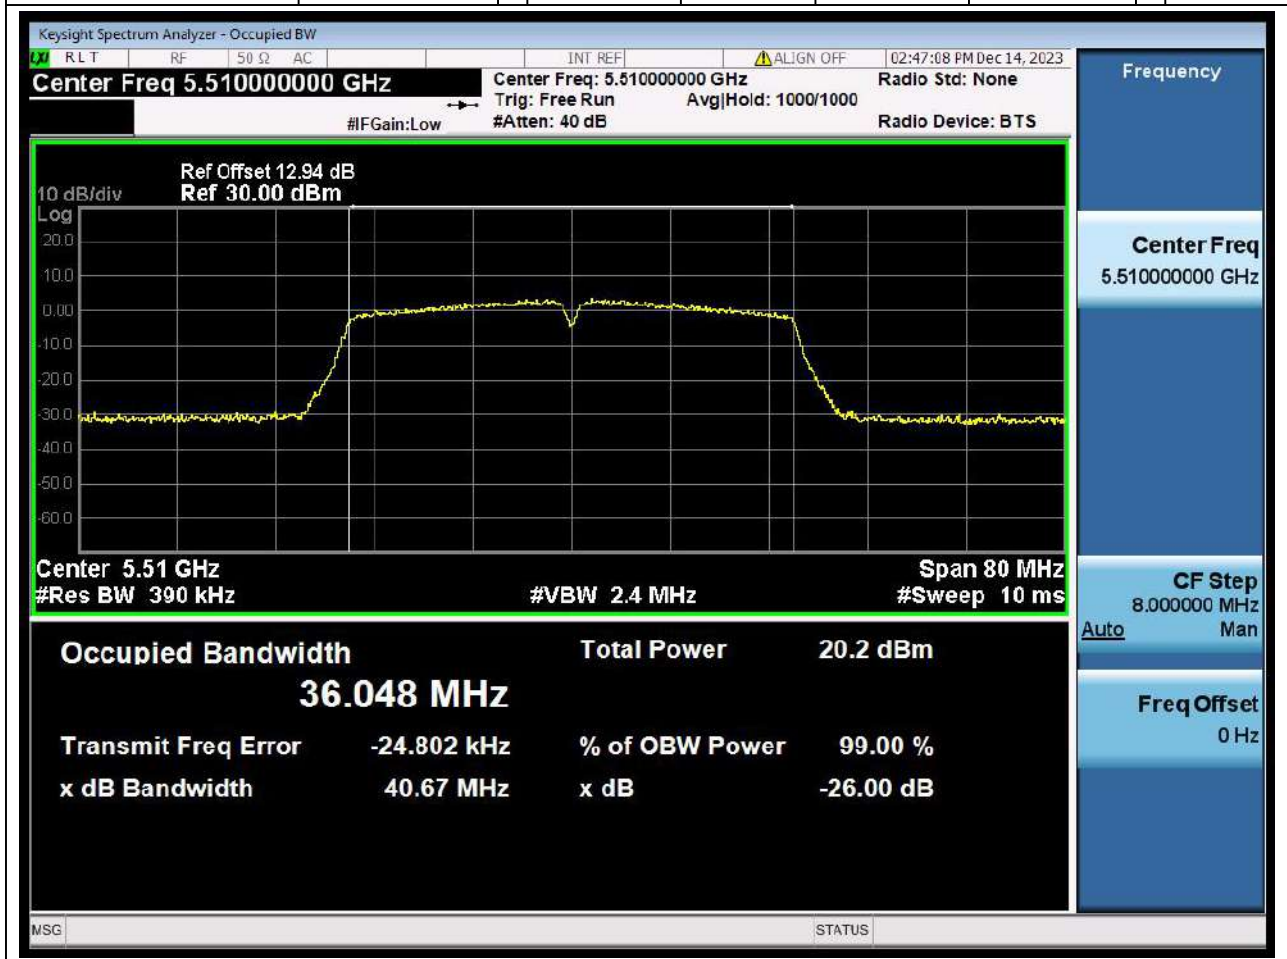 Keysight Spectrum Analyzer - Occupied BW
LXI RLT RF 50 Ω AC INT REF ALIGN OFF 02:47:08 PM Dec 14, 2023
Center Freq 5.510000000 GHz
Center Freq: 5.510000000 GHz Radio Std: None
Trig: Free Run Avg|Hold: 1000/1000
#IFGain:Low #Atten: 40 dB Radio Device: BTS
Ref Offset 12.94 dB
10 dB/div Ref 30.00 dBm
Log
20.0
10.0
0.00
-10.0
-20.0
-30.0
-40.0
-50.0
-60.0
Center 5.51 GHz Span 80 MHz
#Res BW 390 kHz #VBW 2.4 MHz #Sweep 10 ms
Occupied Bandwidth Total Power 20.2 dBm
36.048 MHz
Transmit Freq Error -24.802 kHz % of OBW Power 99.00 %
x dB Bandwidth 40.67 MHz x dB -26.00 dB
MSG STATUS
Frequency
Center Freq
5.510000000 GHz
CF Step
8.000000 MHz
Auto Man
Freq Offset
0 Hz